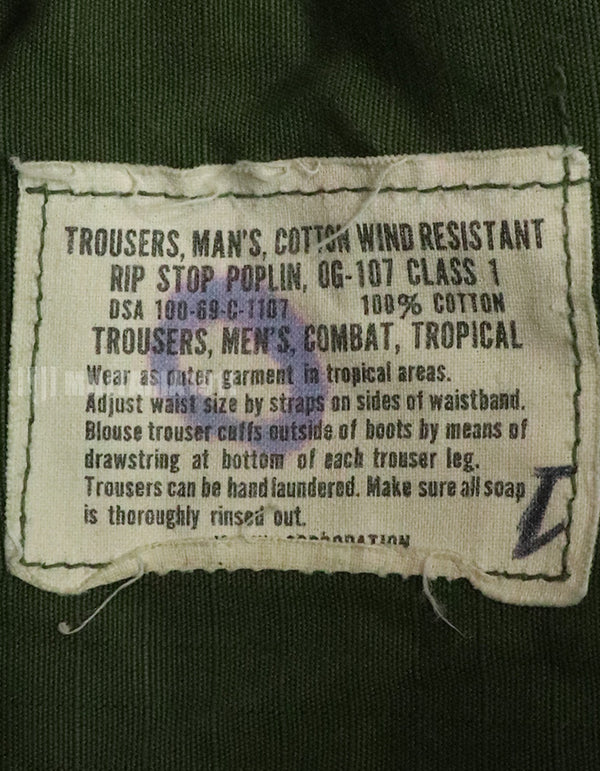 TROUSERS, MAN'S, COTTON WIND RESISTANT
RIP STOP POPLIN, OG-107 CLASS 1
DSA 100-69-C-1107 100% COTTON
TROUSERS, MEN'S, COMBAT, TROPICAL
Wear as outer garment in tropical areas.
Adjust waist size by straps on sides of waistband.
Blouse trouser cuffs outside of boots by means of
drawstring at bottom of each trouser leg.
Trousers can be hand laundered. Make sure all soap
is thoroughly rinsed out.
CORPORATION
1